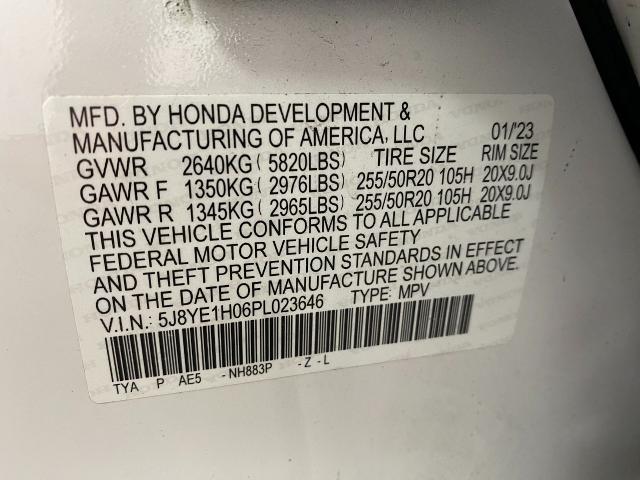 MFD. BY HONDA DEVELOPMENT &
MANUFACTURING OF AMERICA, LLC 01/'23
GVWR 2640KG ( 5820LBS) TIRE SIZE RIM SIZE
GAWR F 1350KG ( 2976LBS) 255/50R20 105H 20X9.0J
GAWR R 1345KG ( 2965LBS) 255/50R20 105H 20X9.0J
THIS VEHICLE CONFORMS TO ALL APPLICABLE
FEDERAL MOTOR VEHICLE SAFETY
AND THEFT PREVENTION STANDARDS IN EFFECT
ON THE DATE OF MANUFACTURE SHOWN ABOVE.
V.I.N.: 5J8YE1H06PL023646 TYPE: MPV
TYA P AE5 -NH883P -Z-L